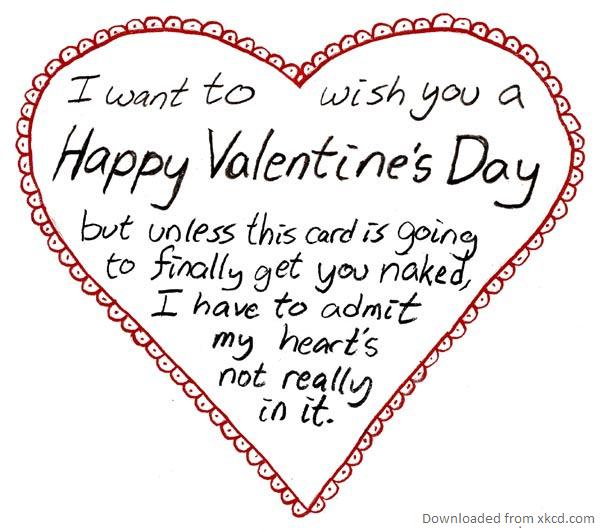 I want to wish you a
Happy Valentine's Day
but unless this card is going
to finally get you naked,
I have to admit
my heart's
not really
in it.
Downloaded from xkcd.com